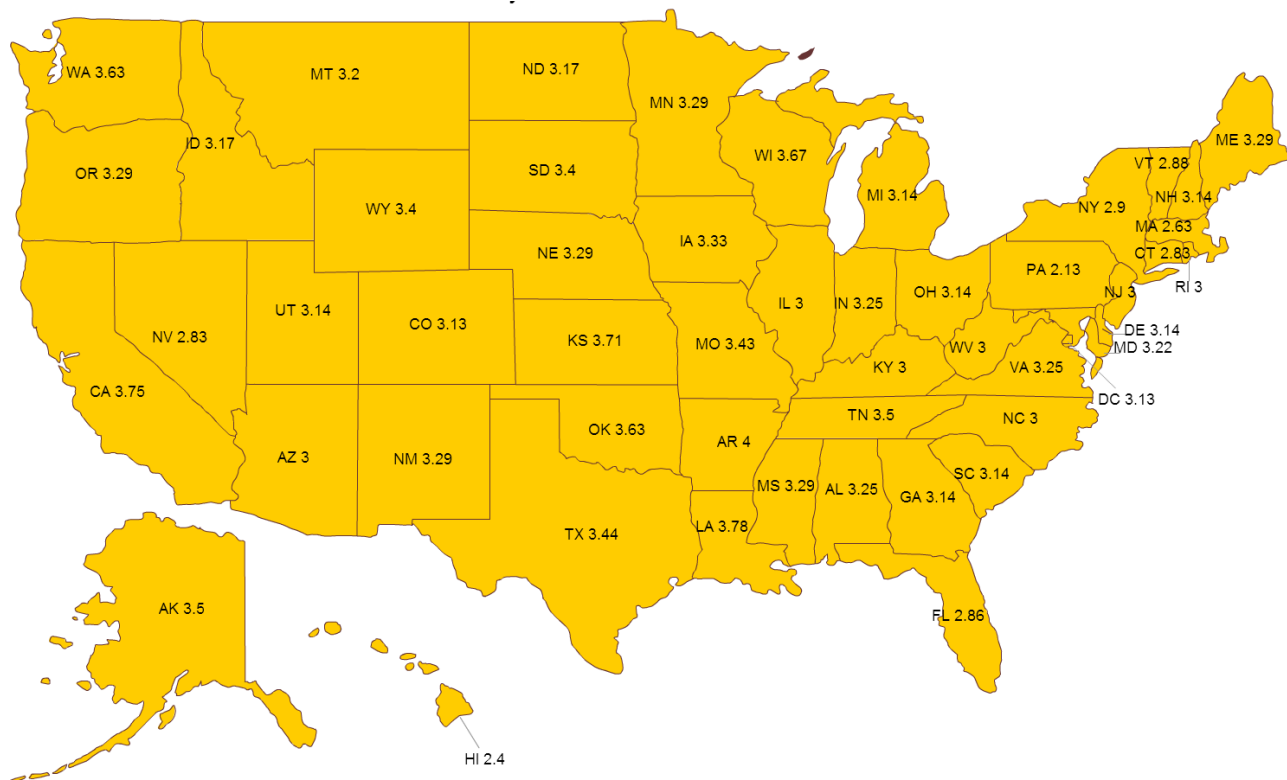 WA 3.63
MT 3.2
ND 3.17
MN 3.29
ID 3.17
OR 3.29
WY 3.4
SD 3.4
WI 3.67
MI 3.14
ME 3.29
VT 2.88
NH 3.14
NY 2.9
MA 2.63
CT 2.83
RI 3
IA 3.33
NE 3.29
PA 2.13
NJ 3
NV 2.83
UT 3.14
CO 3.13
KS 3.71
MO 3.43
IL 3
IN 3.25
OH 3.14
WV 3
DE 3.14
MD 3.22
VA 3.25
KY 3
DC 3.13
CA 3.75
AZ 3
NM 3.29
OK 3.63
AR 4
TN 3.5
NC 3
SC 3.14
MS 3.29
AL 3.25
GA 3.14
TX 3.44
LA 3.78
FL 2.86
AK 3.5
HI 2.4